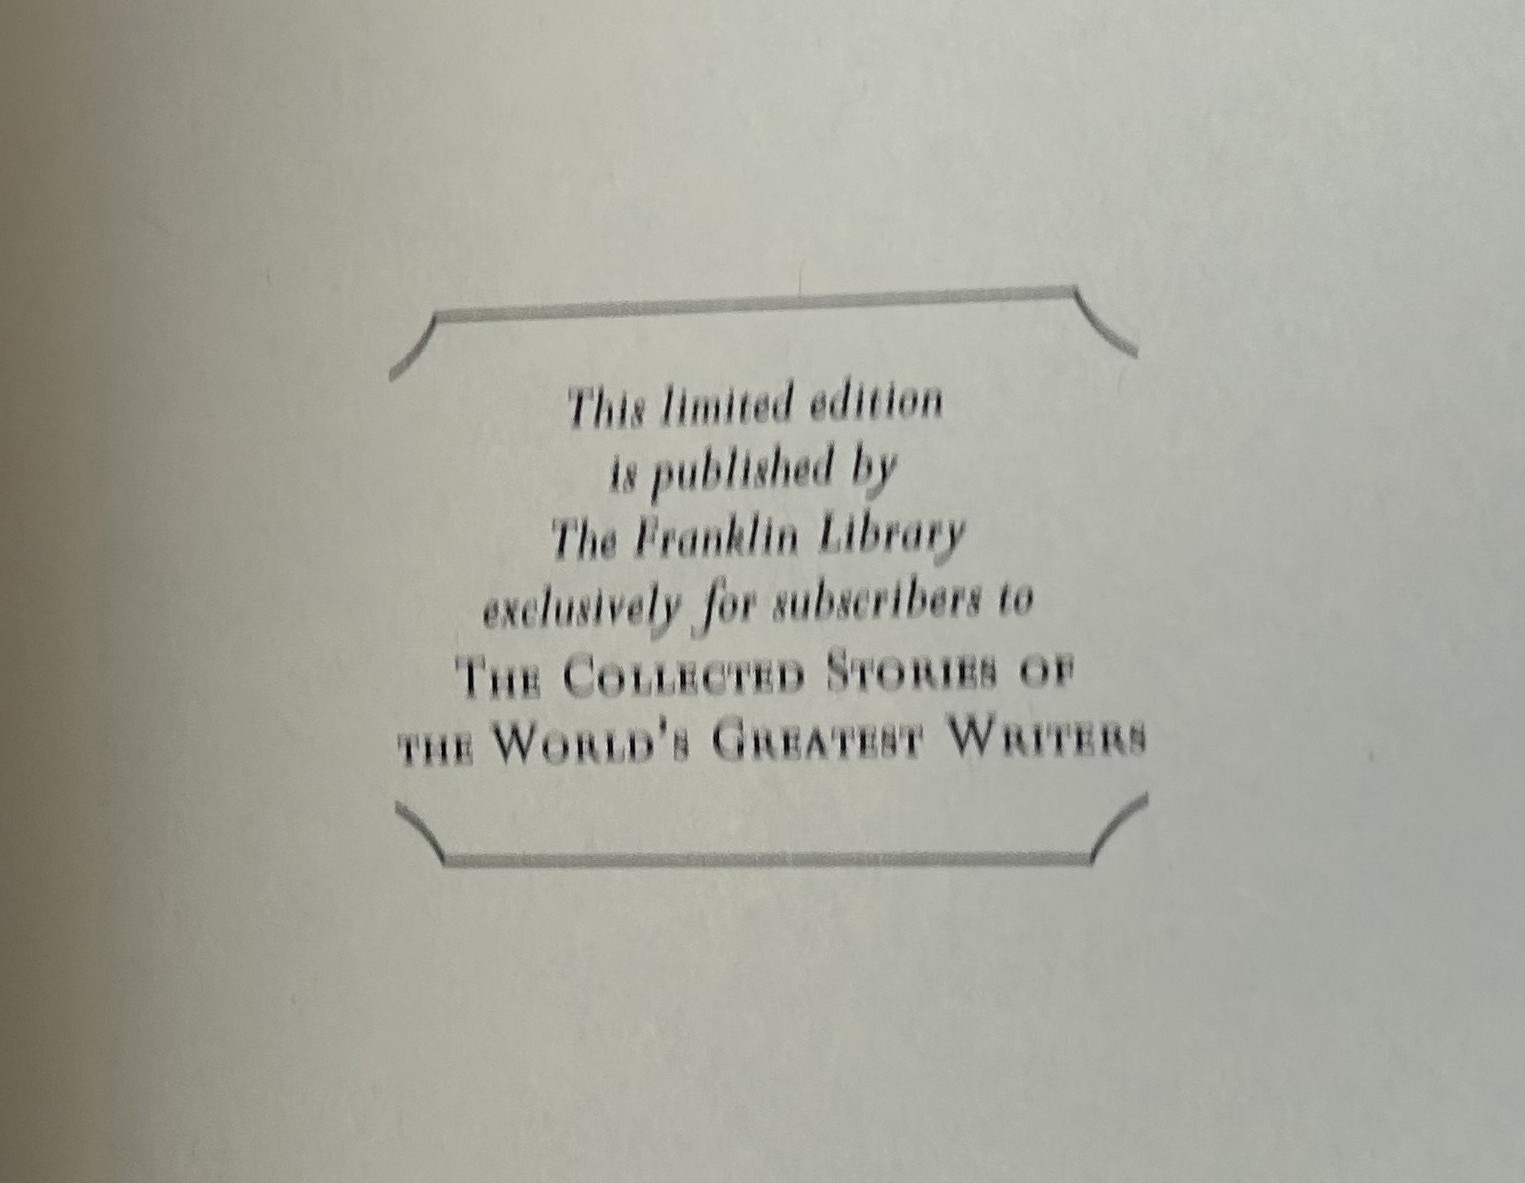 This limited edition
is published by
The Franklin Library
exclusively for subscribers to
THE COLLECTED STORIES OF
THE WORLD'S GREATEST WRITERS